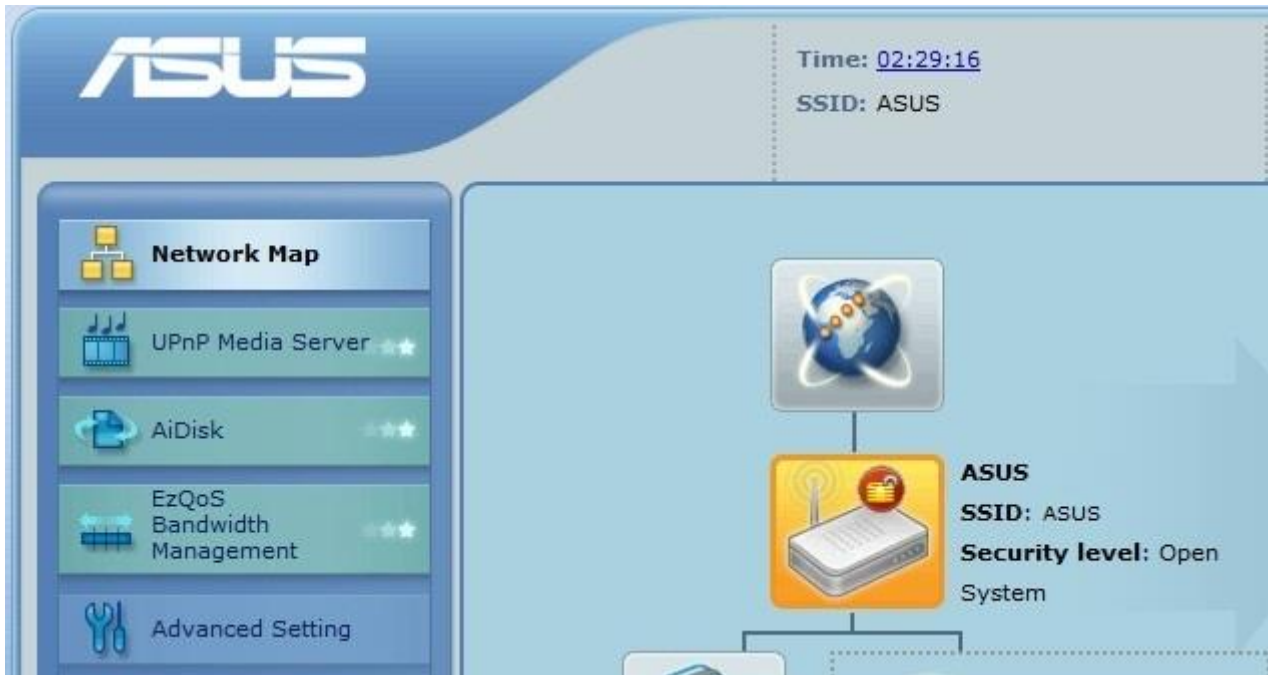 ASUS
Time: 02:29:16
SSID: ASUS
Network Map
UPnP Media Server
AiDisk
EzQoS
Bandwidth
Management
Advanced Setting
ASUS
SSID: ASUS
Security level: Open
System